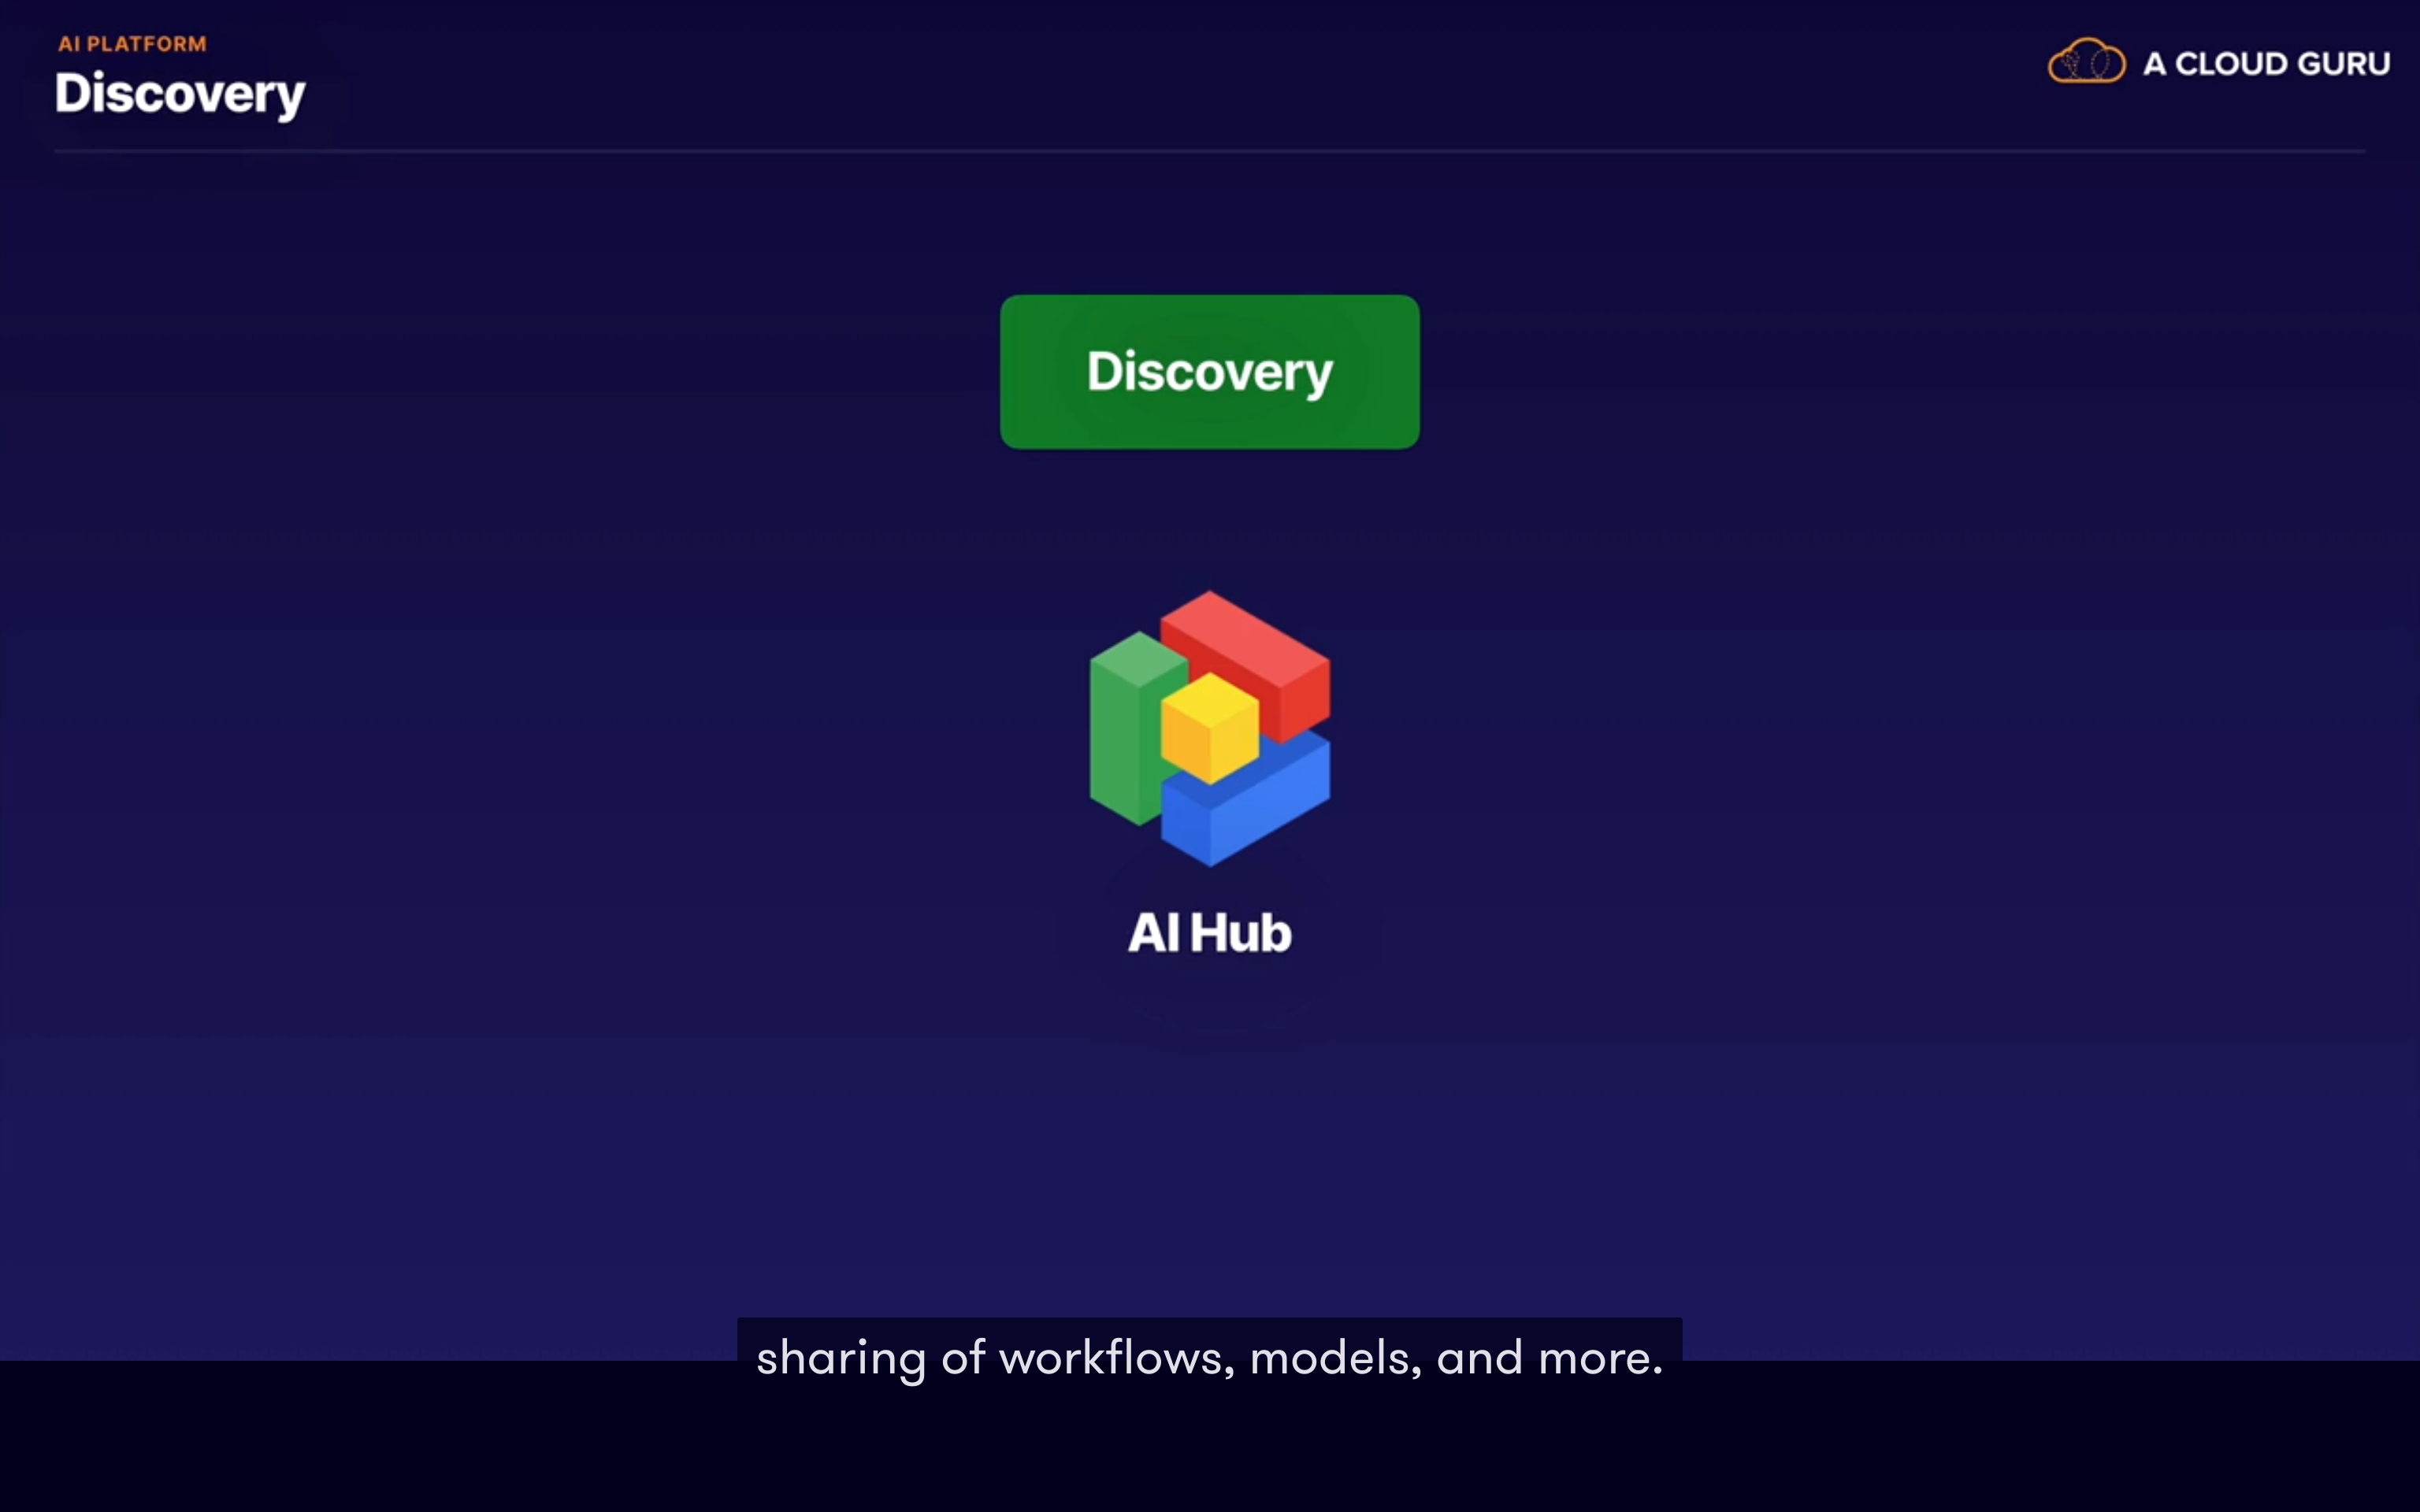 AI PLATFORM
Discovery
A CLOUD GURU
Discovery
AI Hub
sharing of workflows, models, and more.